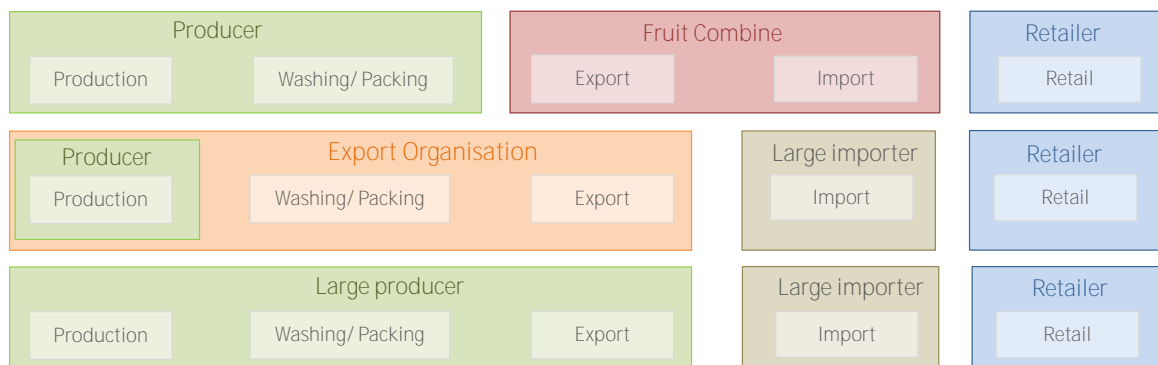 Producer Fruit Combine Retailer
Production Washing/ Packing Export Import Retail
Producer Export Organisation Large importer Retailer
Production Washing/ Packing Export Import Retail
Large producer Large importer Retailer
Production Washing/ Packing Export Import Retail